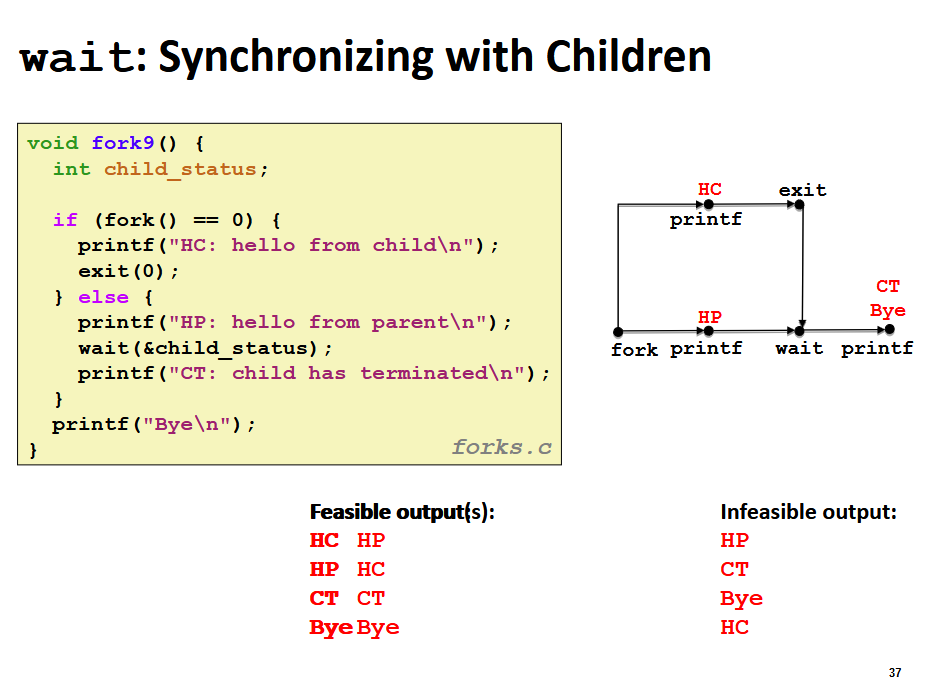 wait: Synchronizing with Children
void fork9() {
  int child_status;
  if (fork() == 0) {
    printf("HC: hello from child\n");
    exit(0);
  } else {
    printf("HP: hello from parent\n");
    wait(&child_status);
    printf("CT: child has terminated\n");
  }
  printf("Bye\n");
}
forks.c
HC exit
printf
CT
HP Bye
fork printf wait printf
Feasible output(s):
HC HP
HP HC
CT CT
Bye Bye
Infeasible output:
HP
CT
Bye
HC
37